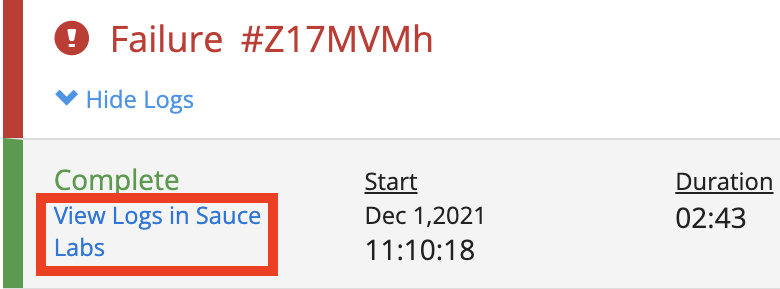 Failure #Z17MVMh
Hide Logs
Complete
View Logs in Sauce
Labs
Start
Dec 1,2021
11:10:18
Duration
02:43